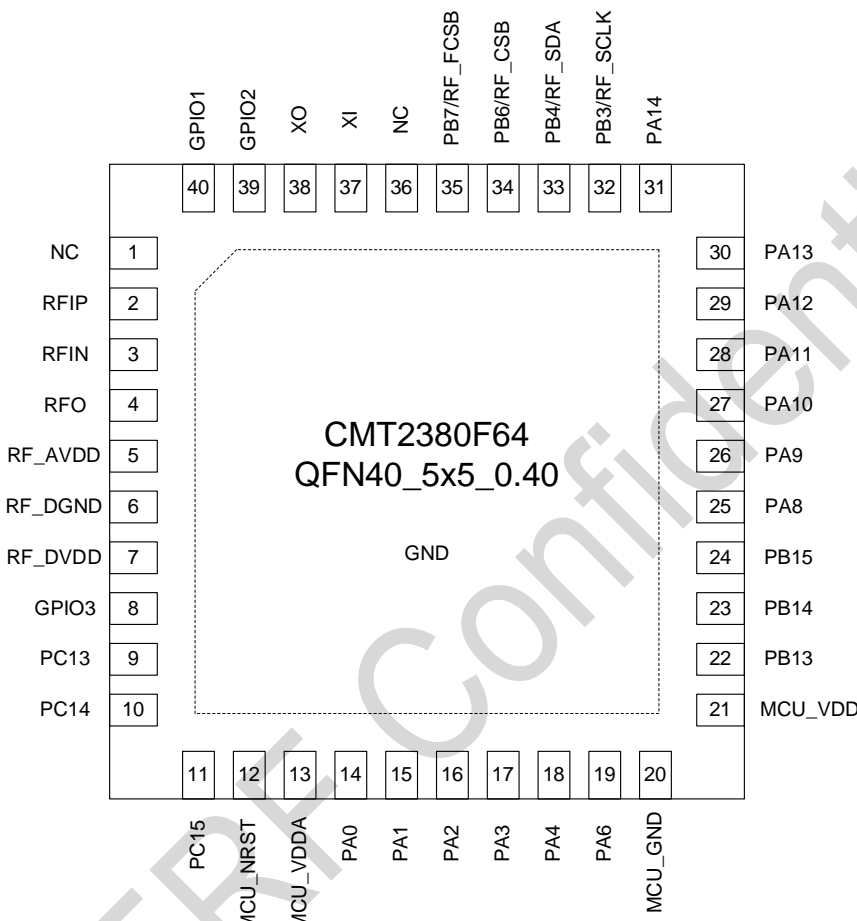 GPIO1
GPIO2
XO
XI
NC
PB7/RF_FCSB
PB6/RF_CSB
PB4/RF_SDA
PB3/RF_SCLK
PA14
40
39
38
37
36
35
34
33
32
31
NC 1
RFIP 2
RFIN 3
RFO 4
RF_AVDD 5
RF_DGND 6
RF_DVDD 7
GPIO3 8
PC13 9
PC14 10
CMT2380F64
QFN40_5x5_0.40
GND
30 PA13
29 PA12
28 PA11
27 PA10
26 PA9
25 PA8
24 PB15
23 PB14
22 PB13
21 MCU_VDD
11
12
13
14
15
16
17
18
19
20
PC15
MCU_NRST
MCU_VDDA
PA0
PA1
PA2
PA3
PA4
PA6
MCU_GND